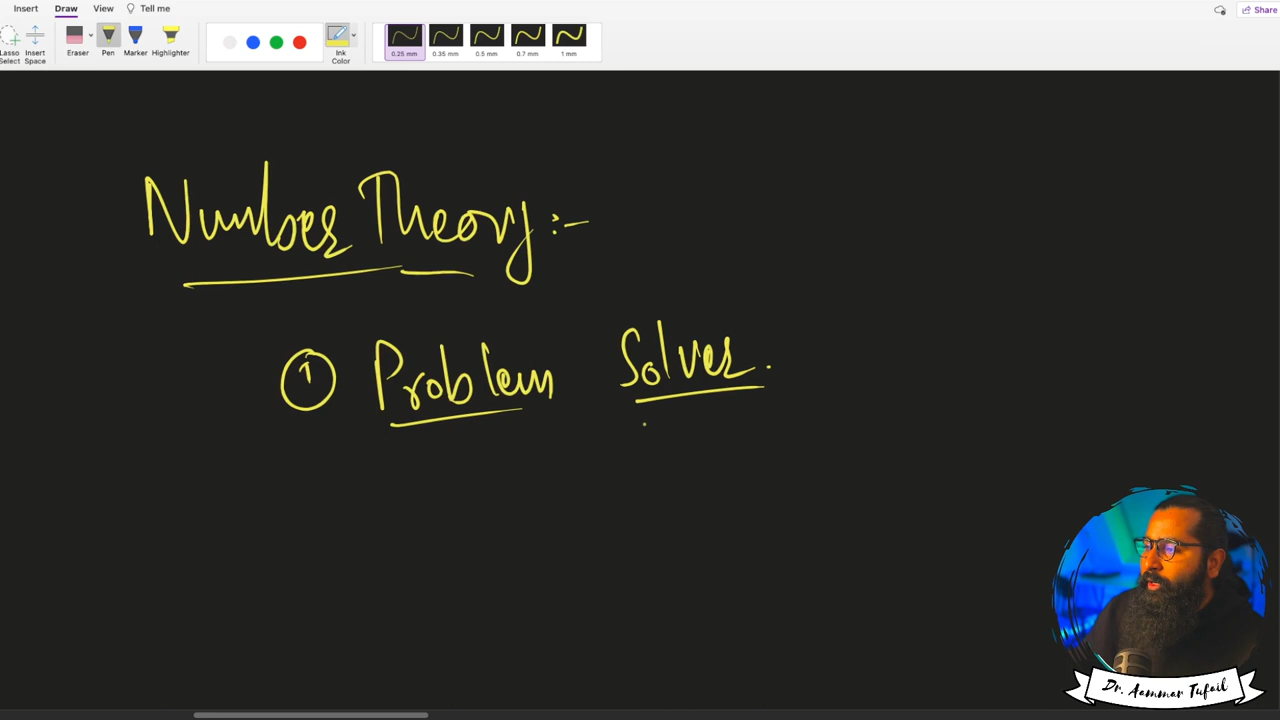 Insert Draw View Tell me
Share
Lasso Select
Insert Space
Eraser
Pen
Marker
Highlighter
Ink Color
0.25 mm
0.35 mm
0.5 mm
0.7 mm
1 mm
Number Theory :-
① Problem Solver.
Dr. Aammar Tufail